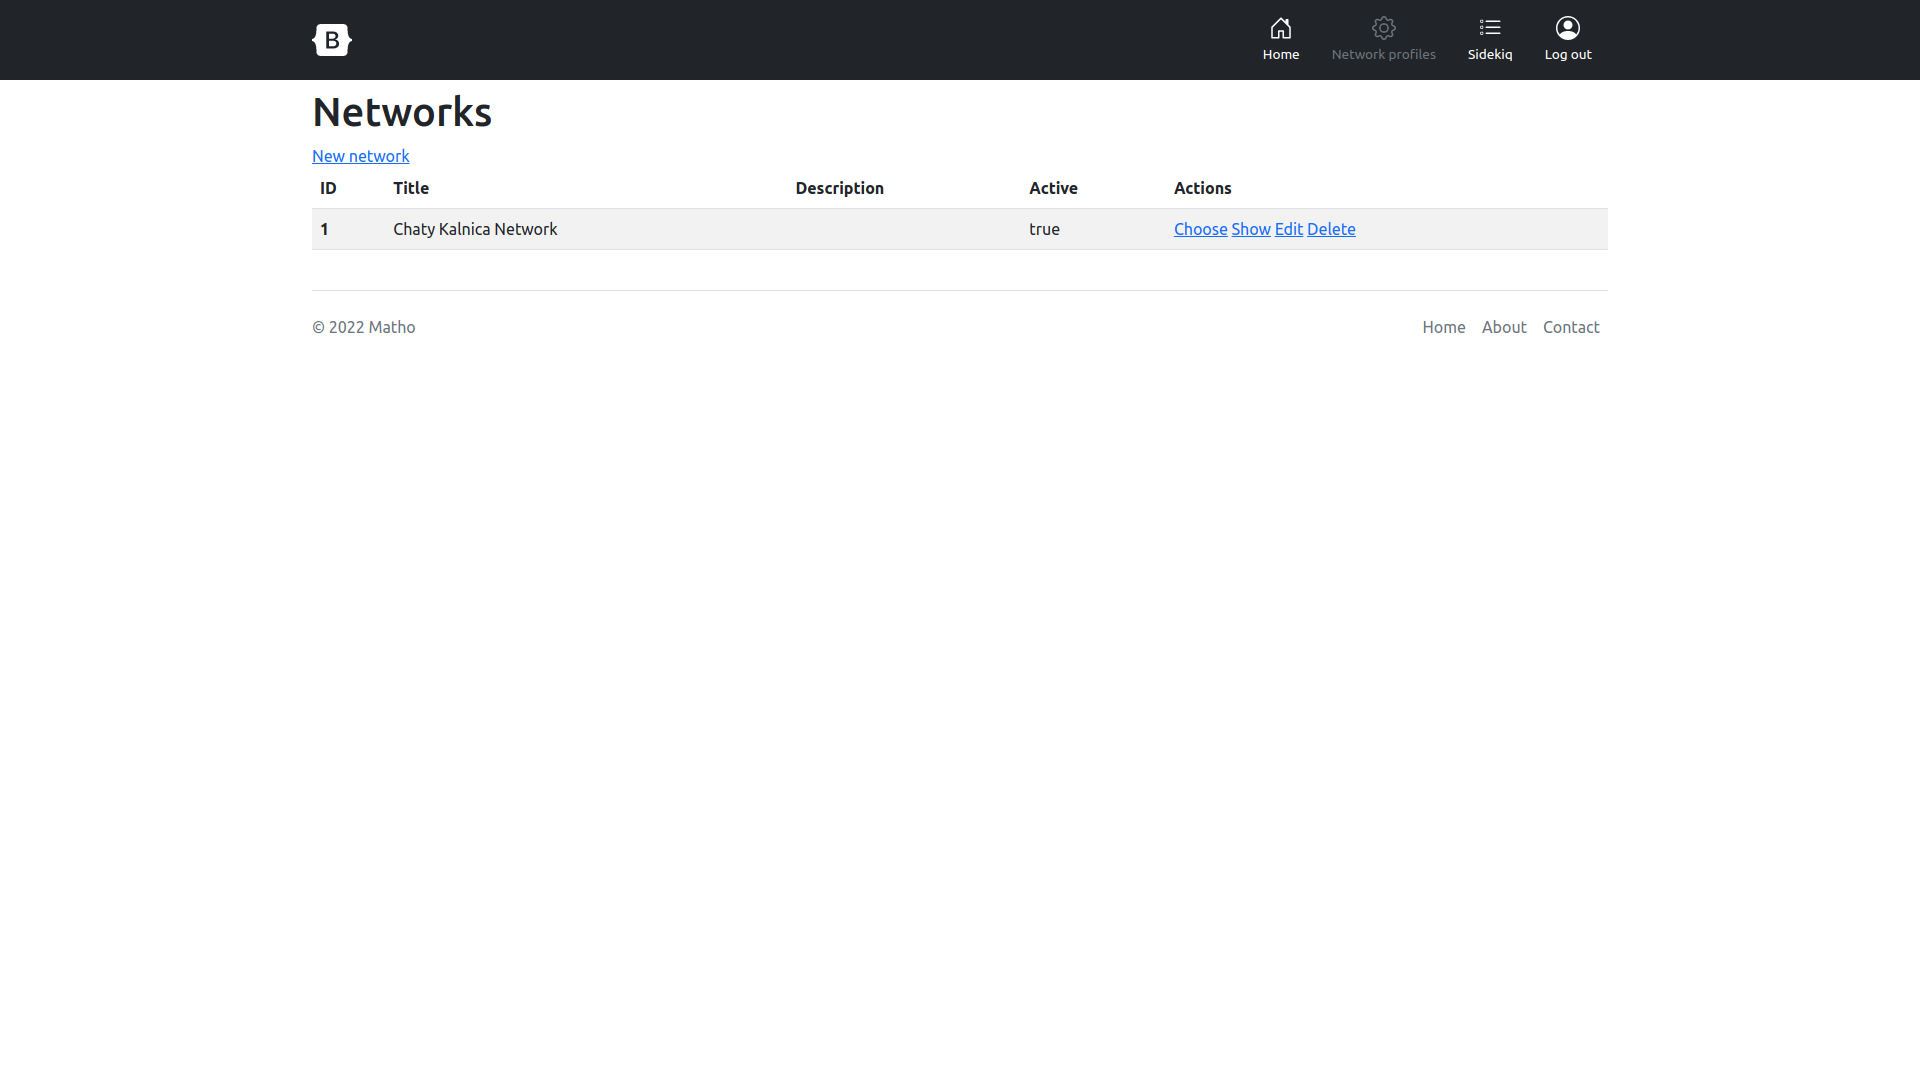 B
Home Network profiles Sidekiq Log out
Networks
New network
ID Title Description Active Actions
1 Chaty Kalnica Network true Choose Show Edit Delete
© 2022 Matho Home About Contact